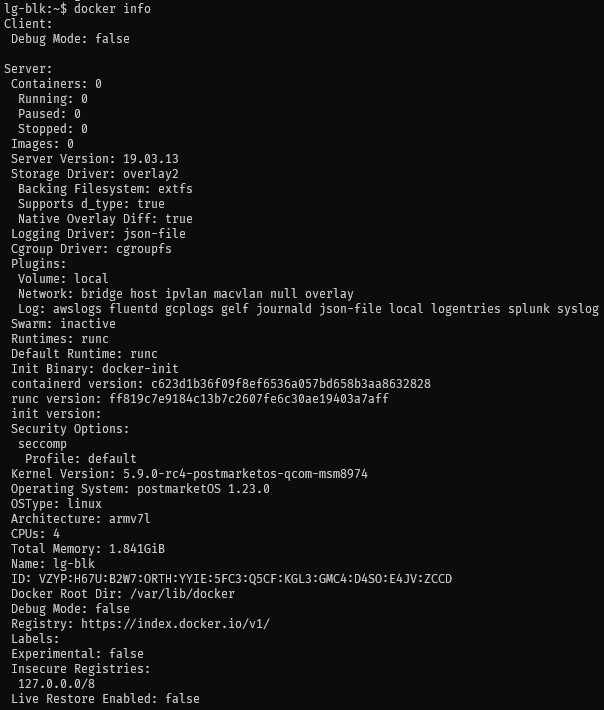 lg-blk:~$ docker info
Client:
 Debug Mode: false

Server:
 Containers: 0
  Running: 0
  Paused: 0
  Stopped: 0
 Images: 0
 Server Version: 19.03.13
 Storage Driver: overlay2
  Backing Filesystem: extfs
  Supports d_type: true
  Native Overlay Diff: true
 Logging Driver: json-file
 Cgroup Driver: cgroupfs
 Plugins:
  Volume: local
  Network: bridge host ipvlan macvlan null overlay
  Log: awslogs fluentd gcplogs gelf journald json-file local logentries splunk syslog
 Swarm: inactive
 Runtimes: runc
 Default Runtime: runc
 Init Binary: docker-init
 containerd version: c623d1b36f09f8ef6536a057bd658b3aa8632828
 runc version: ff819c7e9184c13b7c2607fe6c30ae19403a7aff
 init version:
 Security Options:
  seccomp
   Profile: default
 Kernel Version: 5.9.0-rc4-postmarketos-qcom-msm8974
 Operating System: postmarketOS 1.23.0
 OSType: linux
 Architecture: armv7l
 CPUs: 4
 Total Memory: 1.841GiB
 Name: lg-blk
 ID: VZYP:H67U:B2W7:ORTH:YYIE:5FC3:Q5CF:KGL3:GMC4:D4SO:E4JV:ZCCD
 Docker Root Dir: /var/lib/docker
 Debug Mode: false
 Registry: https://index.docker.io/v1/
 Labels:
 Experimental: false
 Insecure Registries:
  127.0.0.0/8
 Live Restore Enabled: false